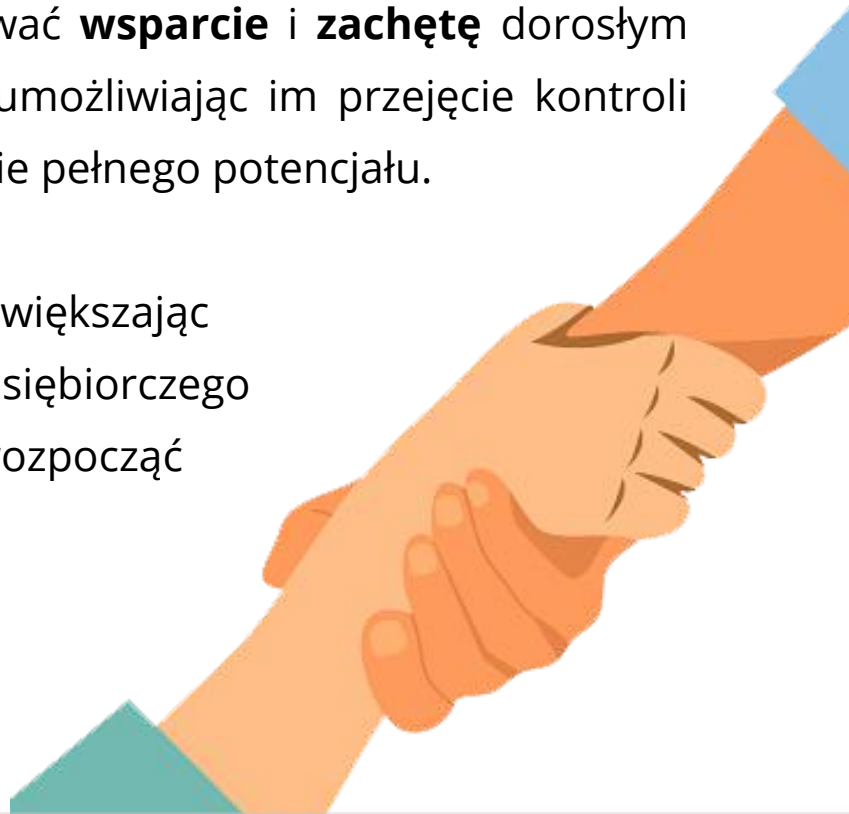 wać wsparcie i zachętę dorosłym
umożliwiając im przejęcie kontroli
ie pełnego potencjału.
większając
siębiorczego
ozpocząć